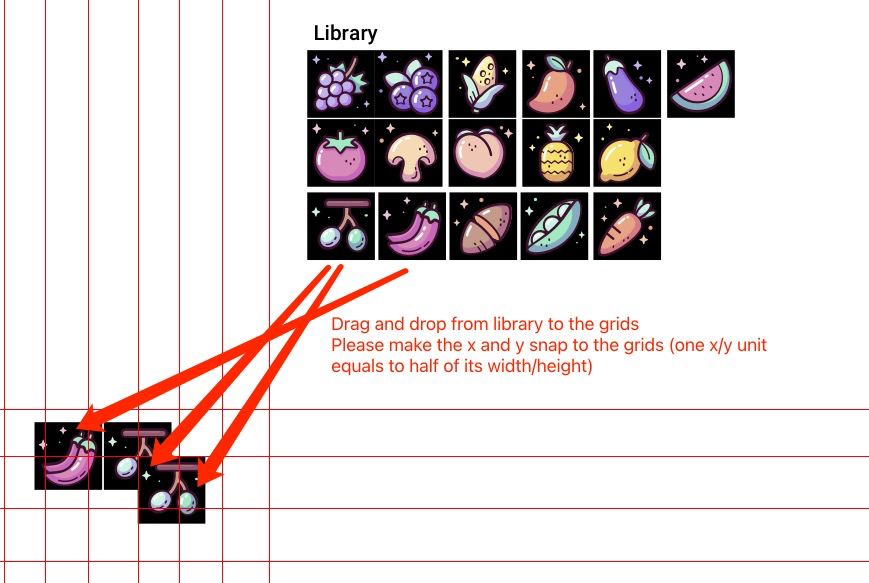 Library
Drag and drop from library to the grids
Please make the x and y snap to the grids (one x/y unit
equals to half of its width/height)